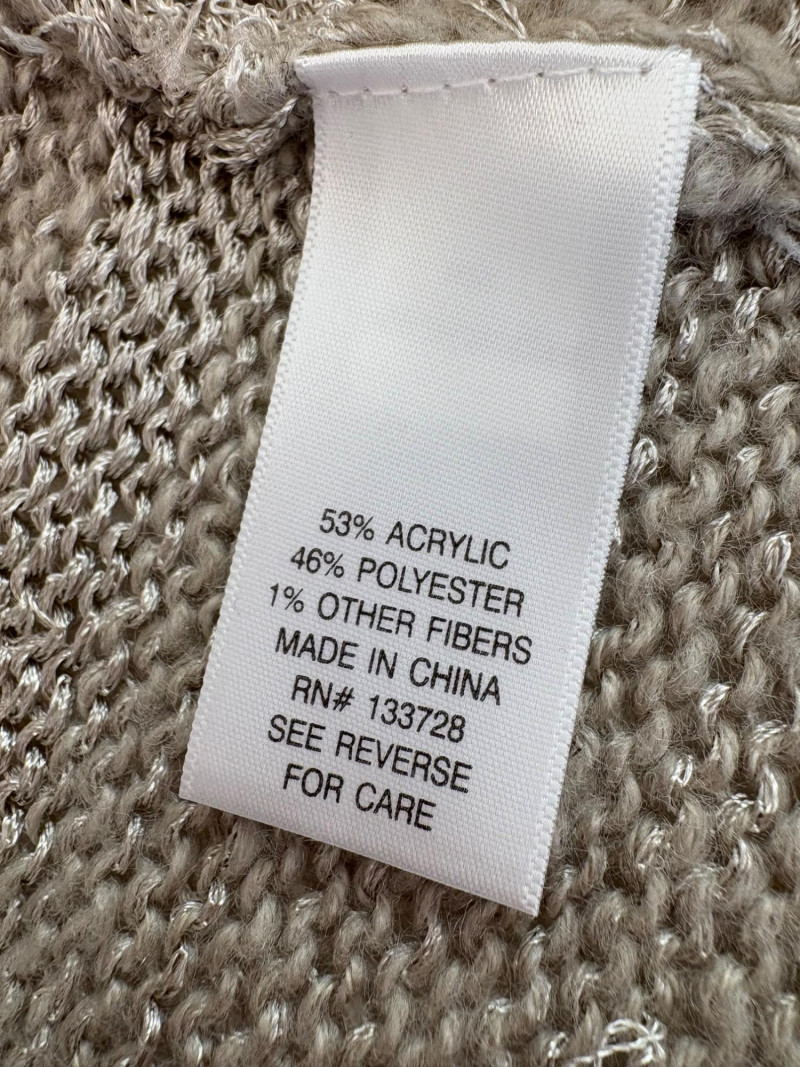 53% ACRYLIC
46% POLYESTER
1% OTHER FIBERS
MADE IN CHINA
RN# 133728
SEE REVERSE
FOR CARE